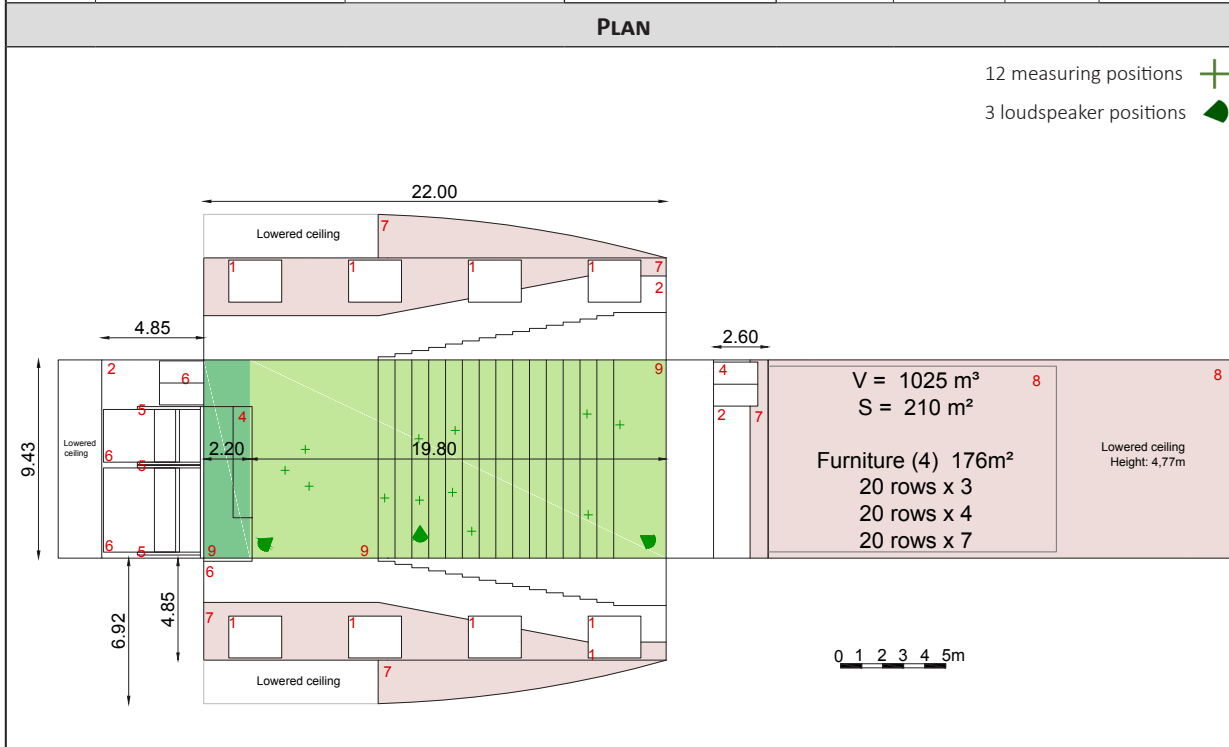 PLAN
12 measuring positions
3 loudspeaker positions
22.00
Lowered ceiling
7
1 1 1 1 7
2
4.85
2.60
2 6 9 4 8 8
V = 1025 m³
S = 210 m²
5 4 2 7
9.43
Lowered
ceiling
2.20 19.80
6 5
Furniture (4) 176m²
20 rows x 3
20 rows x 4
20 rows x 7
Lowered ceiling
Height: 4,77m
6 5 9 9
6
6.92
4.85
7
1 1 1 1
1
7
Lowered ceiling
0 1 2 3 4 5m